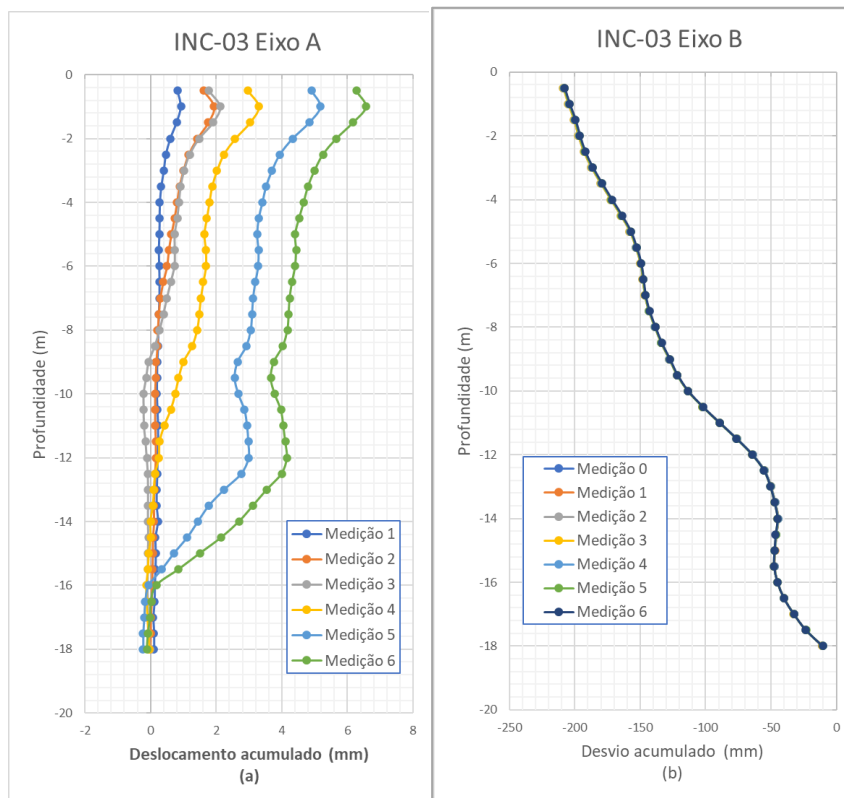 INC-03 Eixo A
0
-2
-4
-6
-8
-10
-12
-14
-16
-18
-20
Profundidade (m)
Medição 1
Medição 2
Medição 3
Medição 4
Medição 5
Medição 6
-2 0 2 4 6 8
Deslocamento acumulado (mm)
(a)
INC-03 Eixo B
0
-2
-4
-6
-8
-10
-12
-14
-16
-18
-20
Profundidade (m)
Medição 0
Medição 1
Medição 2
Medição 3
Medição 4
Medição 5
Medição 6
-250 -200 -150 -100 -50 0
Desvio acumulado (mm)
(b)